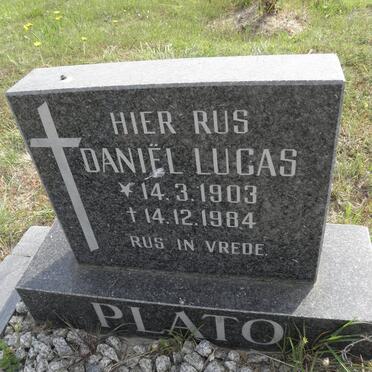 HIER RUS
DANIËL LUCAS
* 14.3.1903
† 14.12.1984
RUS IN VREDE.
PLATO